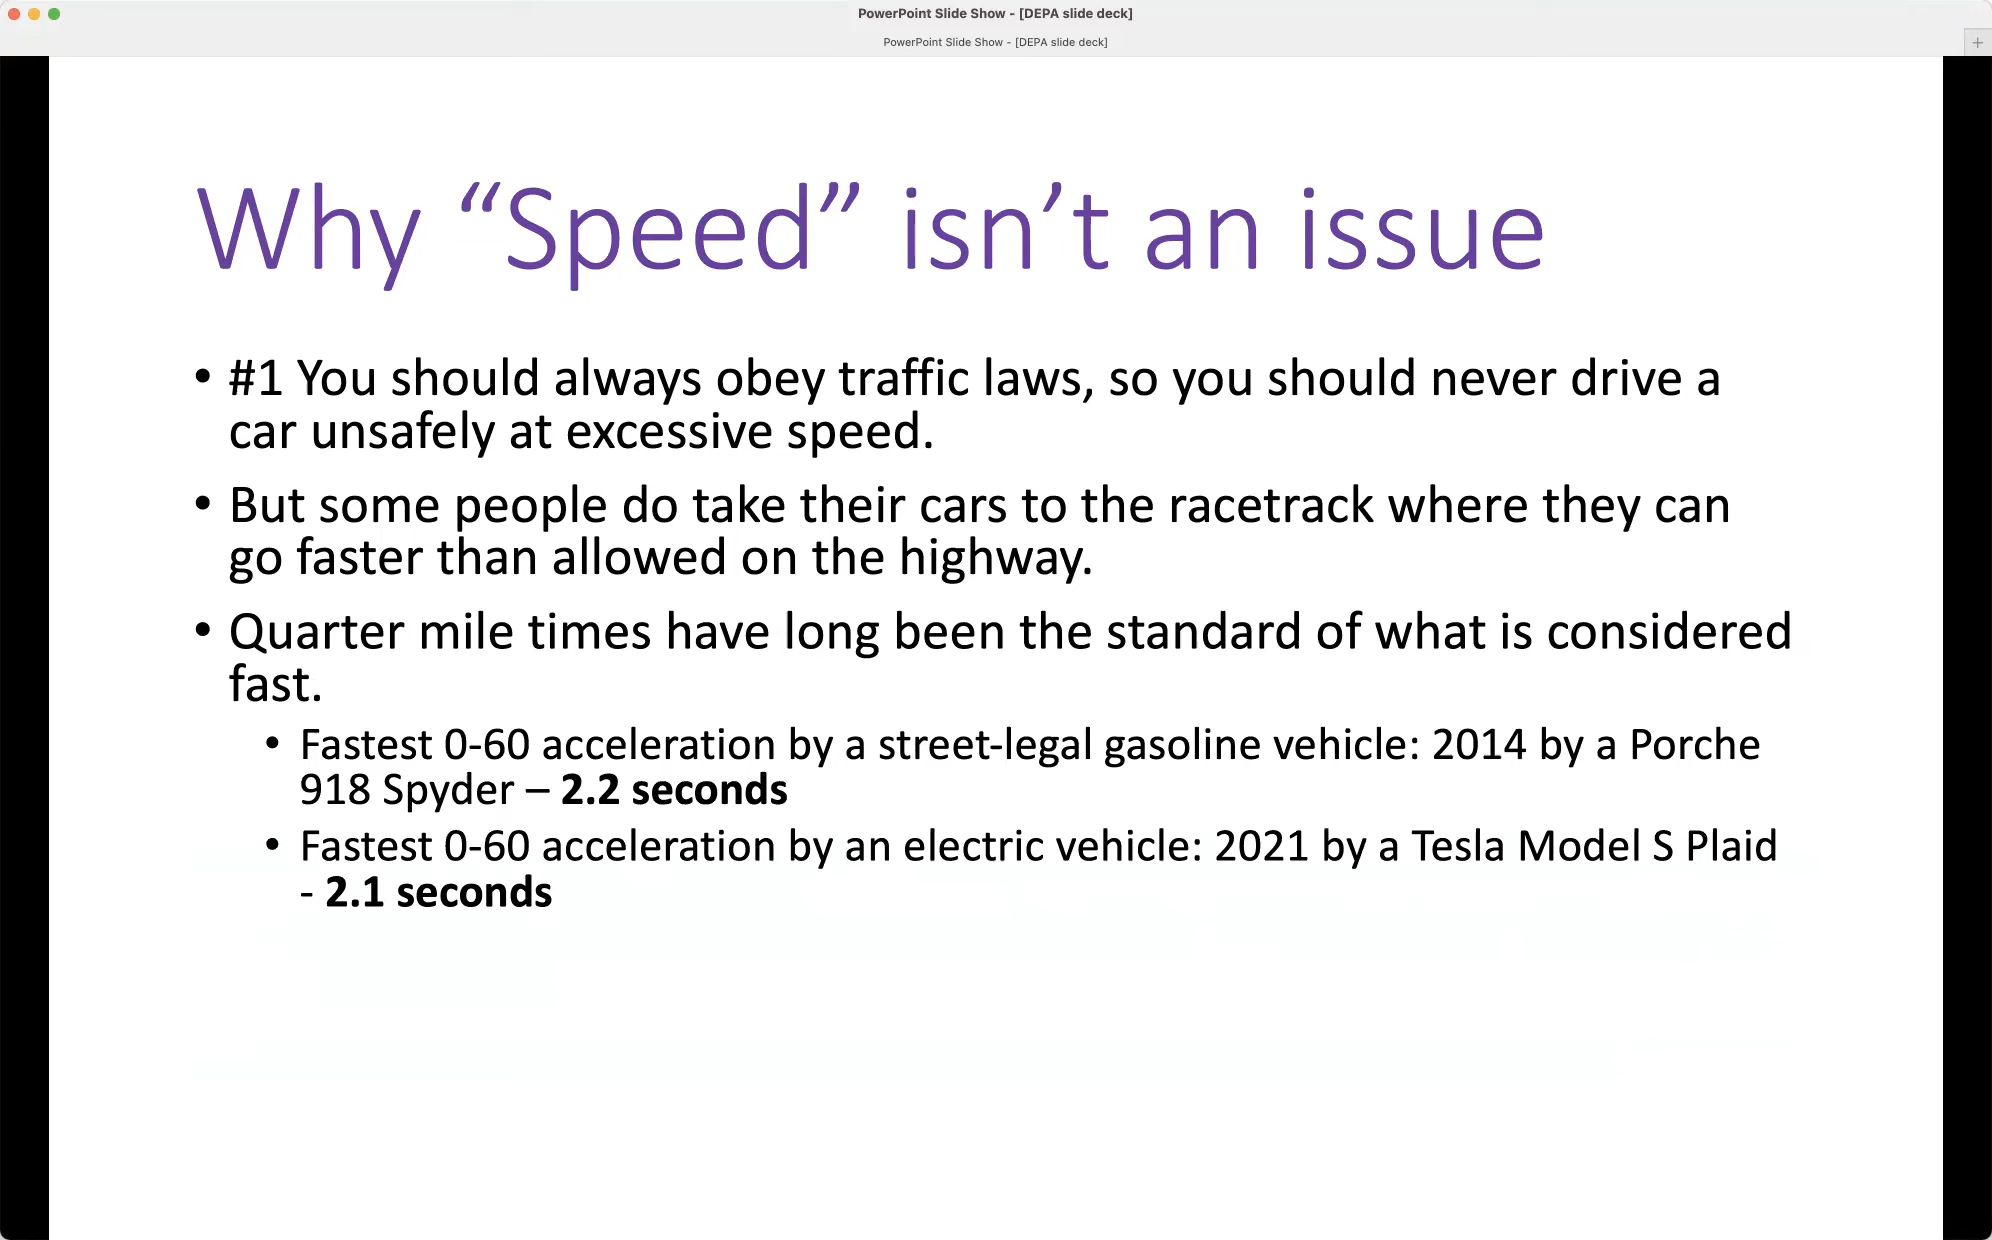 PowerPoint Slide Show - [DEPA slide deck]
PowerPoint Slide Show - [DEPA slide deck]
+
Why “Speed” isn’t an issue
• #1 You should always obey traffic laws, so you should never drive a
car unsafely at excessive speed.
• But some people do take their cars to the racetrack where they can
go faster than allowed on the highway.
• Quarter mile times have long been the standard of what is considered
fast.
• Fastest 0-60 acceleration by a street-legal gasoline vehicle: 2014 by a Porche
918 Spyder – 2.2 seconds
• Fastest 0-60 acceleration by an electric vehicle: 2021 by a Tesla Model S Plaid
- 2.1 seconds